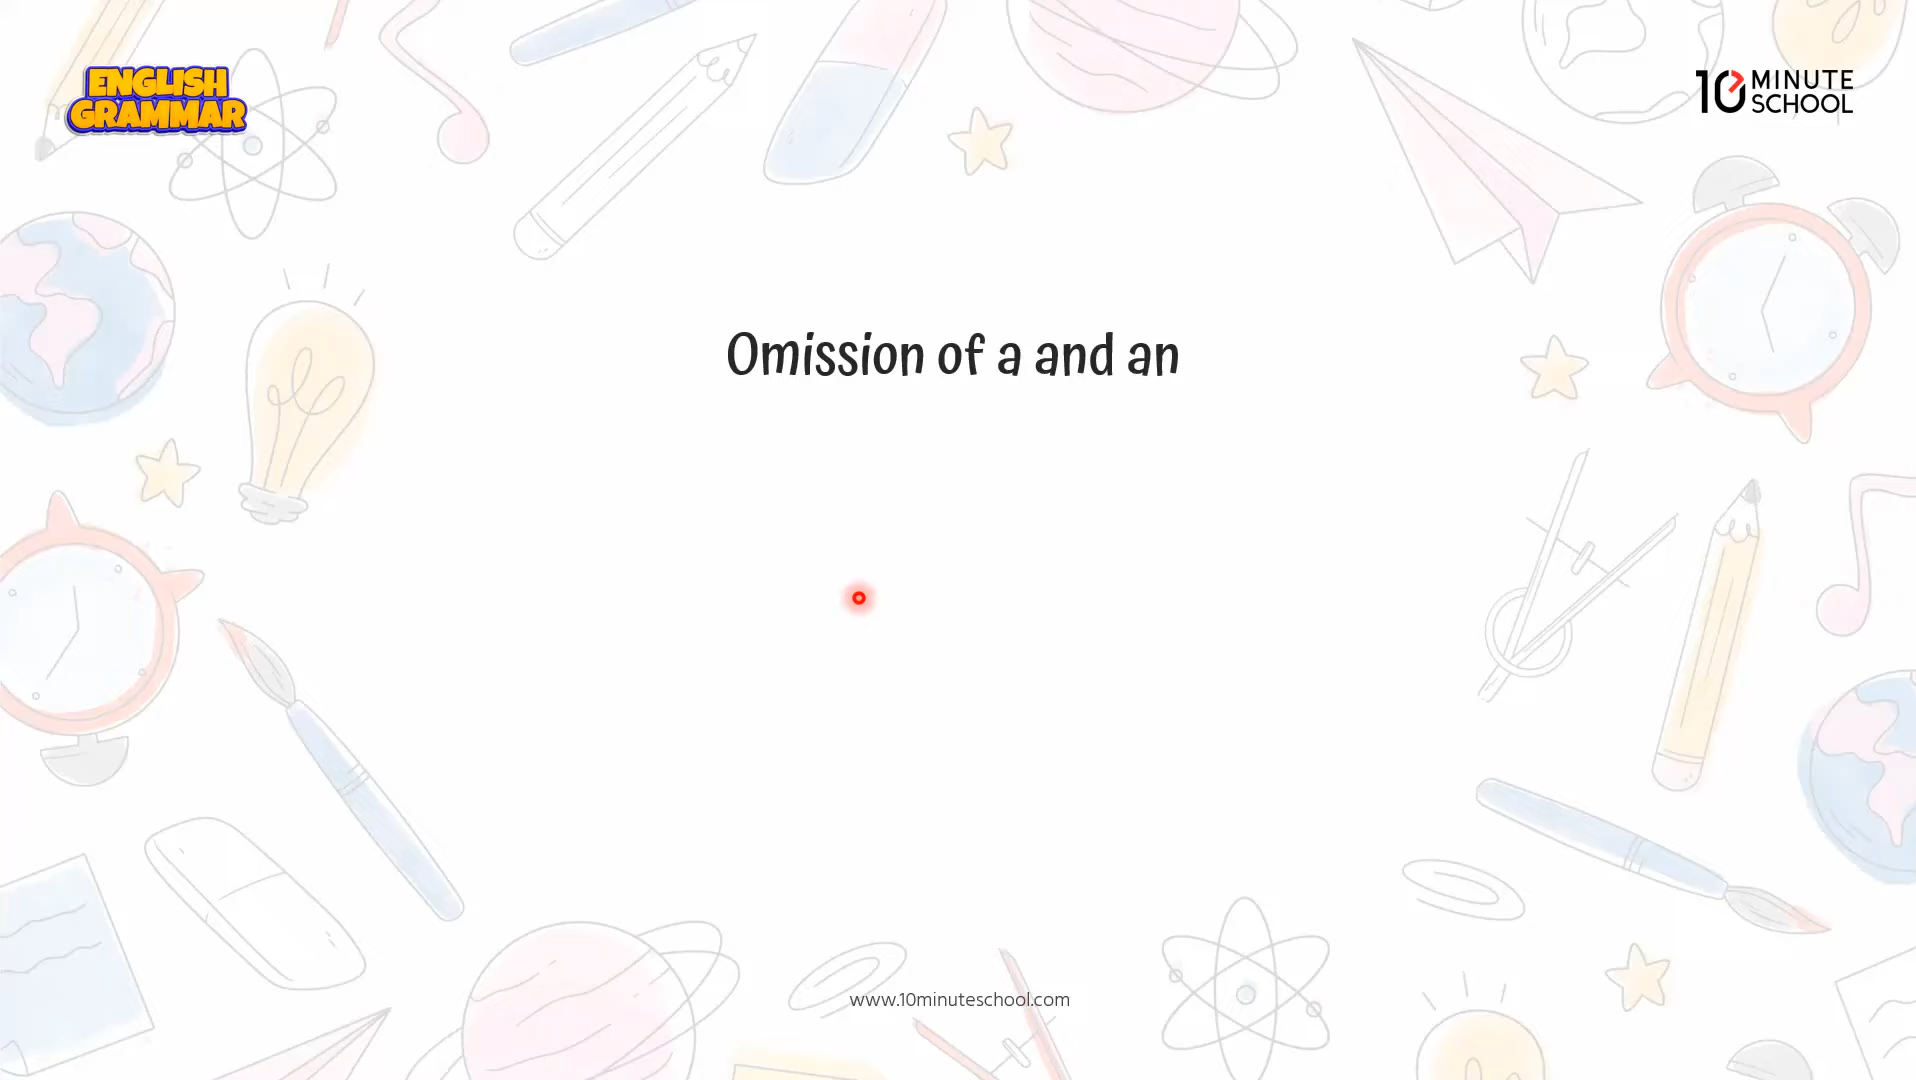 ENGLISH
GRAMMAR
10 MINUTE
SCHOOL
Omission of a and an
www.10minuteschool.com